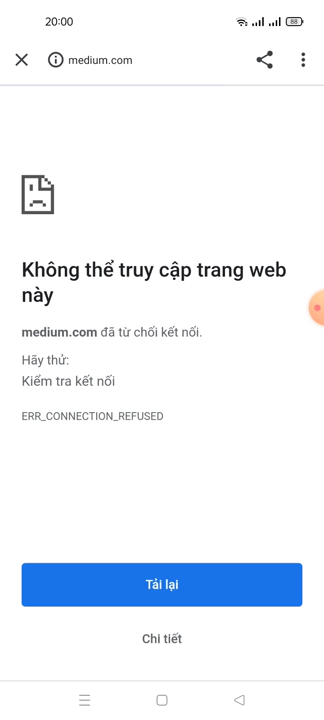 20:00
88
medium.com
Không thể truy cập trang web
này
medium.com đã từ chối kết nối.
Hãy thử:
Kiểm tra kết nối
ERR_CONNECTION_REFUSED
Tải lại
Chi tiết